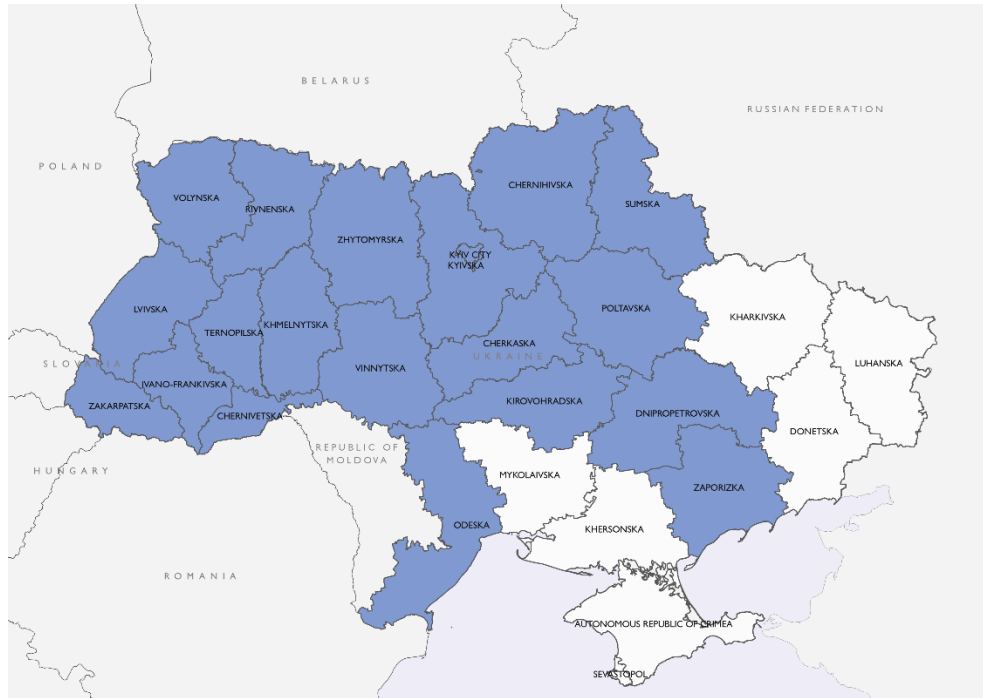 BELARUS
RUSSIAN FEDERATION
POLAND
CHERNIHIVSKA
VOLYNSKA
SUMSKA
RIVNENSKA
ZHYTOMYRSKA
KYIV CITY
KYIVSKA
LVIVSKA
POLTAVSKA
KHARKIVSKA
TERNOPILSKA
KHMELNYTSKA
CHERKASKA
UKRAINE
SLOVAKIA
VINNYTSKA
LUHANSKA
IVANO-FRANKIVSKA
ZAKARPATSKA
CHERNIVETSKA
KIROVOHRADSKA
DNIPROPETROVSKA
DONETSKA
REPUBLIC OF
MOLDOVA
HUNGARY
MYKOLAIVSKA
ZAPORIZKA
ODESKA
KHERSONSKA
ROMANIA
AUTONOMOUS REPUBLIC OF CRIMEA
SEVASTOPOL